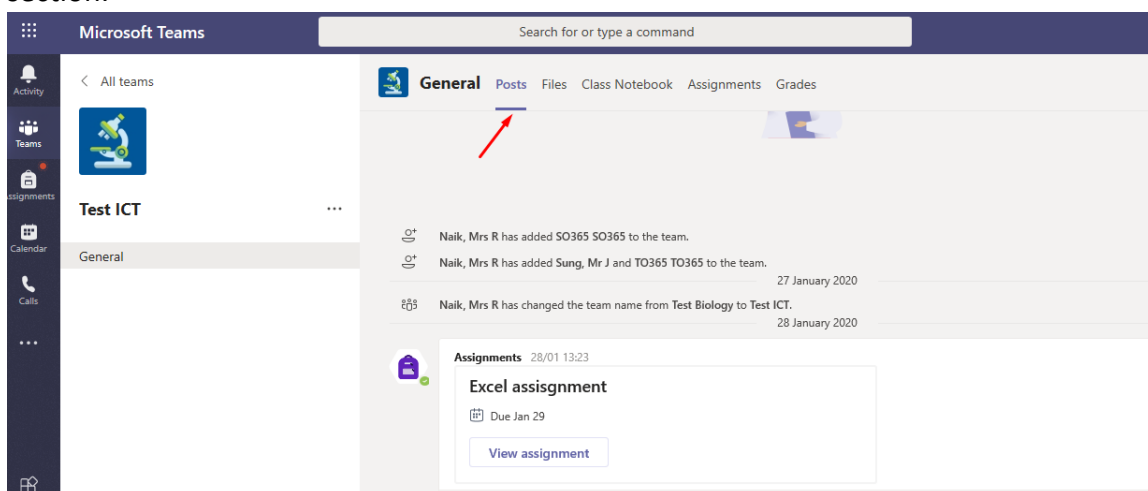 section.
Microsoft Teams
Search for or type a command
Activity
Teams
ssignments
Calendar
Calls
All teams
Test ICT
General
General Posts Files Class Notebook Assignments Grades
Naik, Mrs R has added SO365 SO365 to the team.
Naik, Mrs R has added Sung, Mr J and TO365 TO365 to the team.
27 January 2020
Naik, Mrs R has changed the team name from Test Biology to Test ICT.
28 January 2020
Assignments 28/01 13:23
Excel assisgnment
Due Jan 29
View assignment